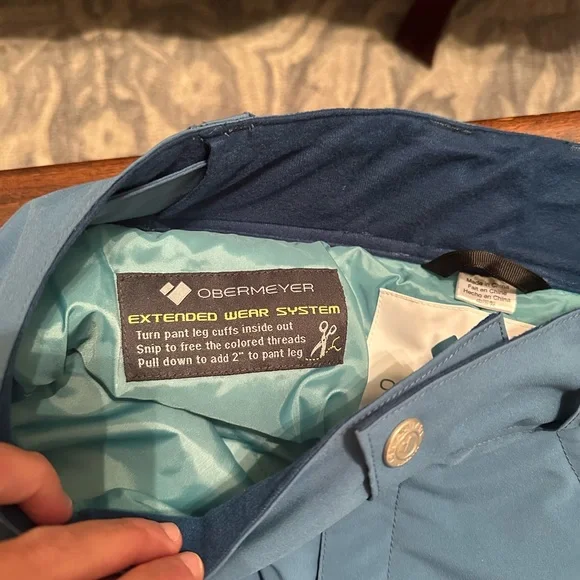 OBERMEYER
EXTENDED WEAR SYSTEM
Turn pant leg cuffs inside out
Snip to free the colored threads
Pull down to add 2" to pant leg
Made in China
Fait en Chine
Hecho en China